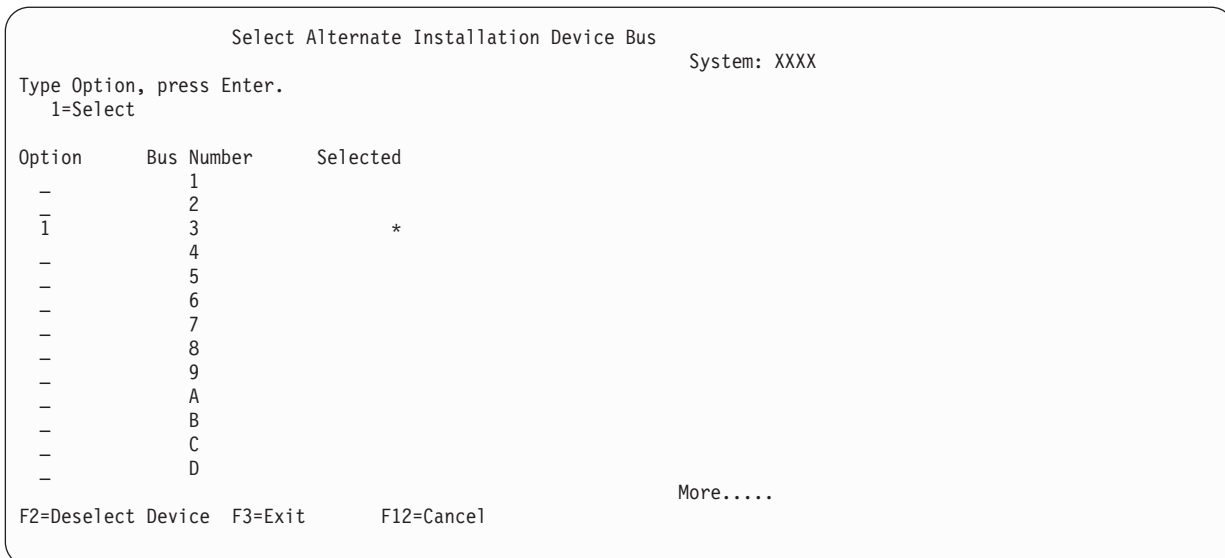 Select Alternate Installation Device Bus
System: XXXX
Type Option, press Enter.
1=Select
Option Bus Number Selected
_ 1
_ 2
1 3 *
_ 4
_ 5
_ 6
_ 7
_ 8
_ 9
_ A
_ B
_ C
_ D
More.....
F2=Deselect Device F3=Exit F12=Cancel